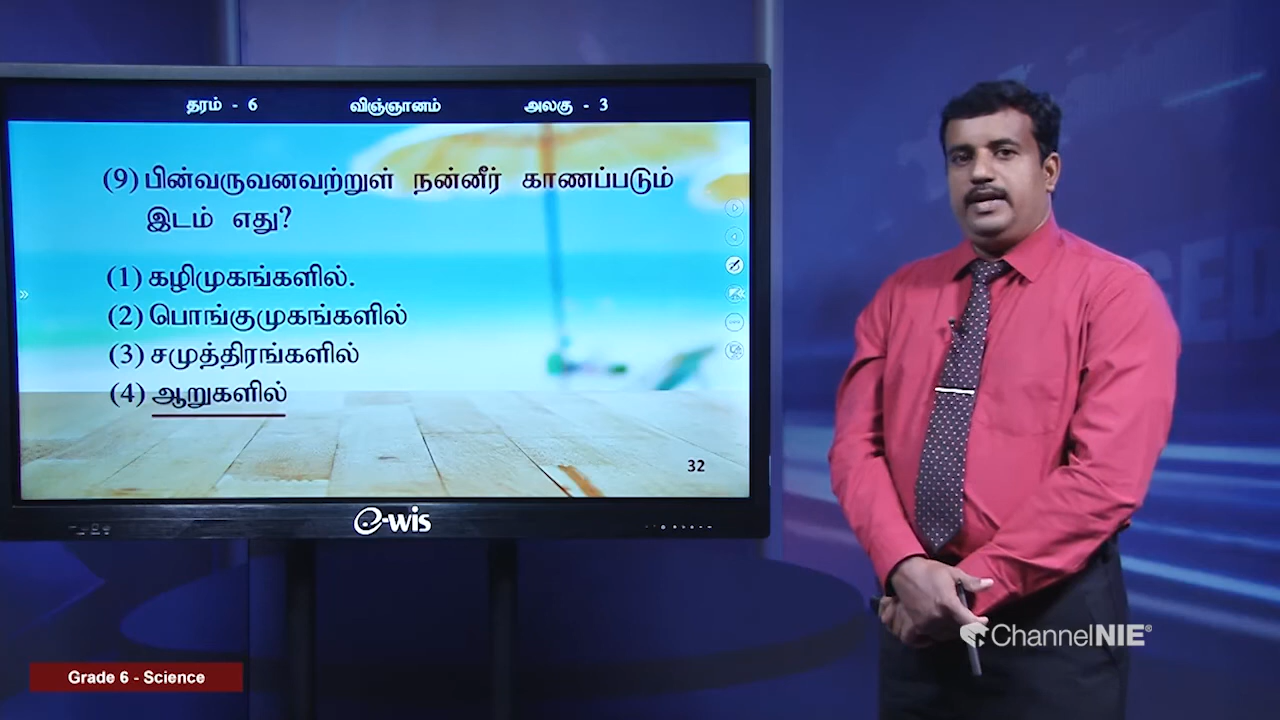 தரம் - 6 விஞ்ஞானம் அலகு - 3
(9) பின்வருவனவற்றுள் நன்னீர் காணப்படும்
இடம் எது?
(1) கழிமுகங்களில்.
(2) பொங்குமுகங்களில்
(3) சமுத்திரங்களில்
(4) ஆறுகளில்
32
e-wis
ChannelNIE®
Grade 6 - Science